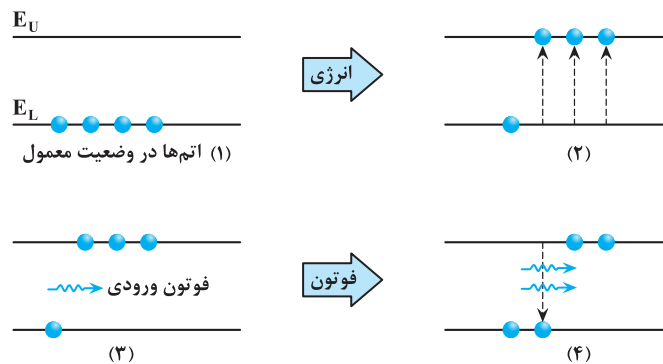 E_U
انرژی
E_L
(۱) اتم‌ها در وضعیت معمول
(۲)
فوتون ورودی
فوتون
(۳)
(۴)